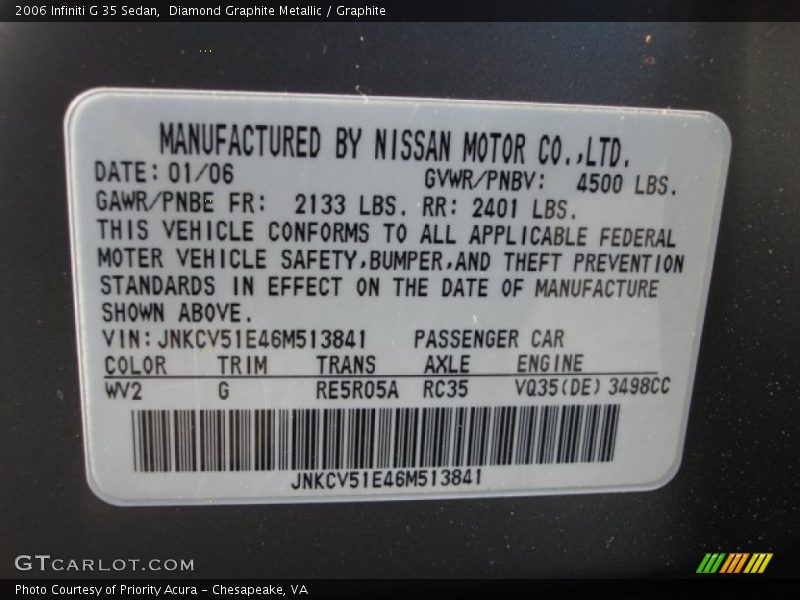 2006 Infiniti G 35 Sedan,  Diamond Graphite Metallic / Graphite
MANUFACTURED BY NISSAN MOTOR CO.,LTD.
DATE: 01/06 GVWR/PNBV: 4500 LBS.
GAWR/PNBE FR: 2133 LBS. RR: 2401 LBS.
THIS VEHICLE CONFORMS TO ALL APPLICABLE FEDERAL
MOTER VEHICLE SAFETY,BUMPER,AND THEFT PREVENTION
STANDARDS IN EFFECT ON THE DATE OF MANUFACTURE
SHOWN ABOVE.
VIN: JNKCV51E46M513841 PASSENGER CAR
COLOR TRIM TRANS AXLE ENGINE
WV2 G RE5R05A RC35 VQ35(DE) 3498CC
JNKCV51E46M513841
GTCARLOT.COM
Photo Courtesy of Priority Acura - Chesapeake, VA